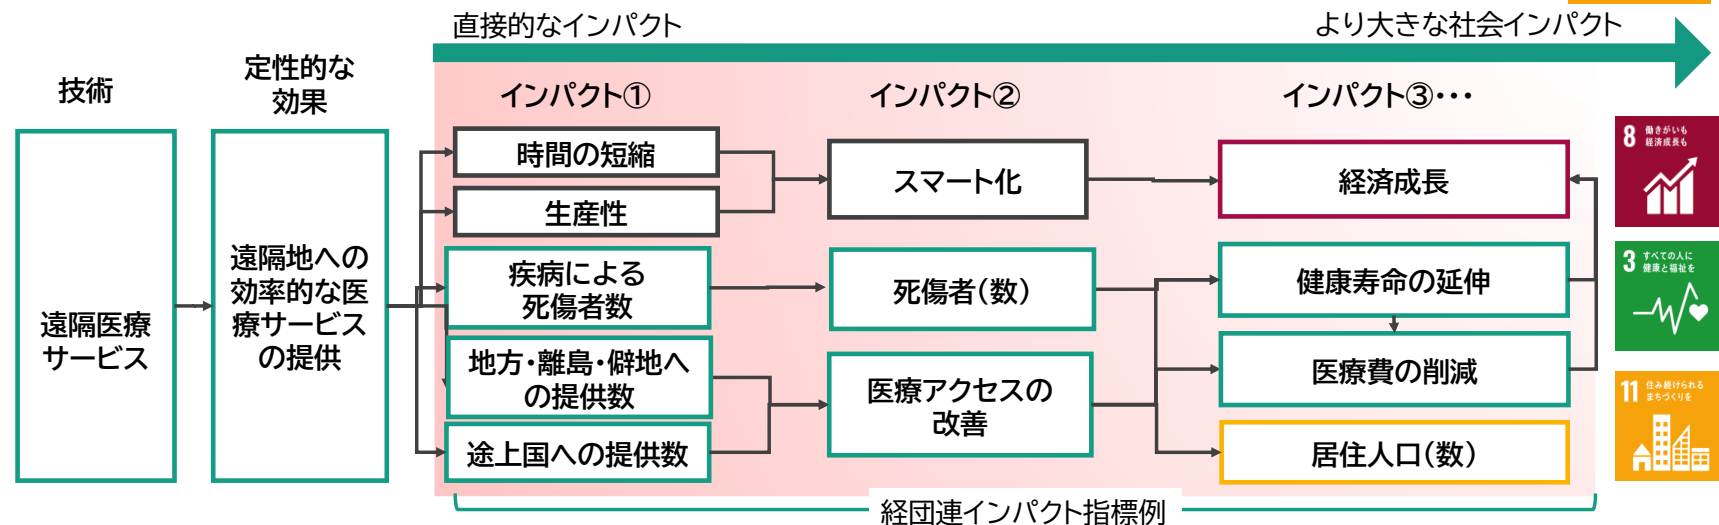 直接的なインパクト
より大きな社会インパクト
技術
定性的な
効果
インパクト①
インパクト②
インパクト③・・・
遠隔医療
サービス
遠隔地への
効率的な医
療サービス
の提供
時間の短縮
生産性
疾病による
死傷者数
地方・離島・僻地へ
の提供数
途上国への提供数
スマート化
死傷者(数)
医療アクセスの
改善
経済成長
健康寿命の延伸
医療費の削減
居住人口(数)
8 働きがいも
経済成長も
3 すべての人に
健康と福祉を
11 住み続けられる
まちづくりを
経団連インパクト指標例